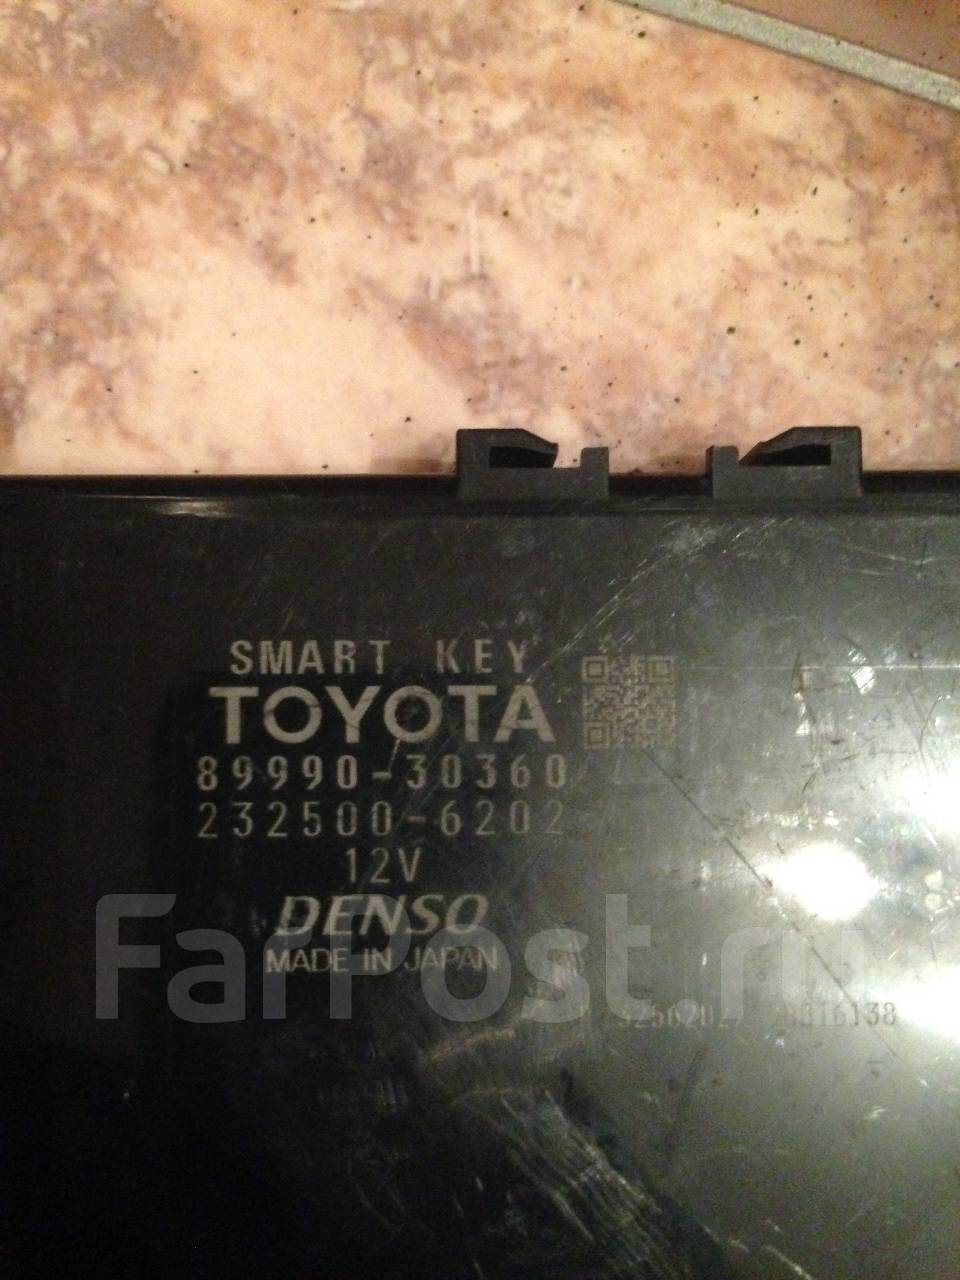 SMART KEY
TOYOTA
89990-30360
232500-6202
12V
DENSO
MADE IN JAPAN
FarPost.ru